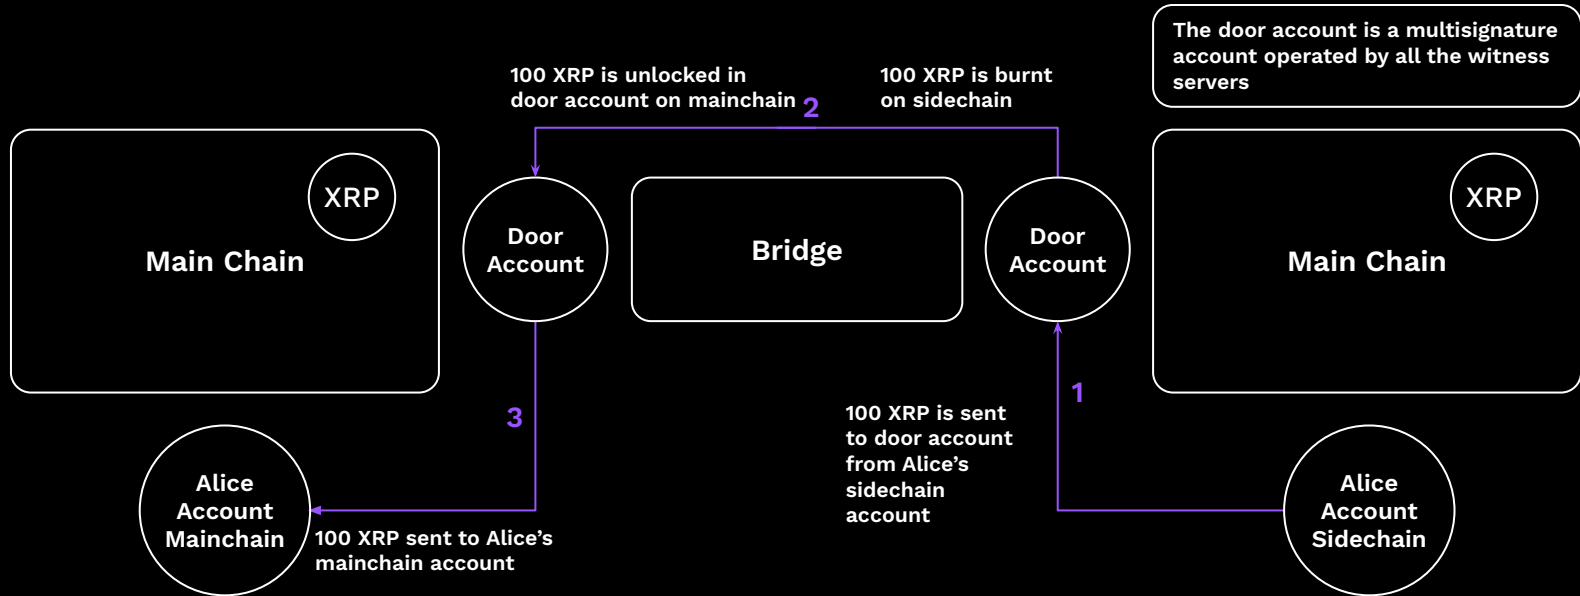 The door account is a multisignature
account operated by all the witness
servers
100 XRP is unlocked in
door account on mainchain
2
100 XRP is burnt
on sidechain
XRP
Main Chain
Door
Account
Bridge
Door
Account
XRP
Main Chain
3
1
100 XRP is sent
to door account
from Alice’s
sidechain
account
Alice
Account
Mainchain
100 XRP sent to Alice’s
mainchain account
Alice
Account
Sidechain